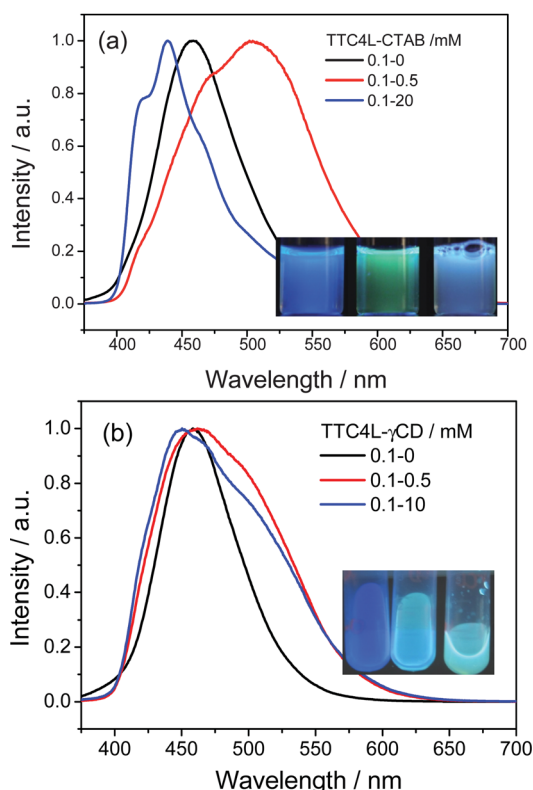 (a)
TTC4L-CTAB /mM
0.1-0
0.1-0.5
0.1-20
1.0
0.8
0.6
0.4
0.2
0.0
Intensity / a.u.
400 450 500 550 600 650 700
Wavelength / nm
(b)
TTC4L-γCD / mM
0.1-0
0.1-0.5
0.1-10
1.0
0.8
0.6
0.4
0.2
0.0
Intensity / a.u.
400 450 500 550 600 650 700
Wavelength / nm